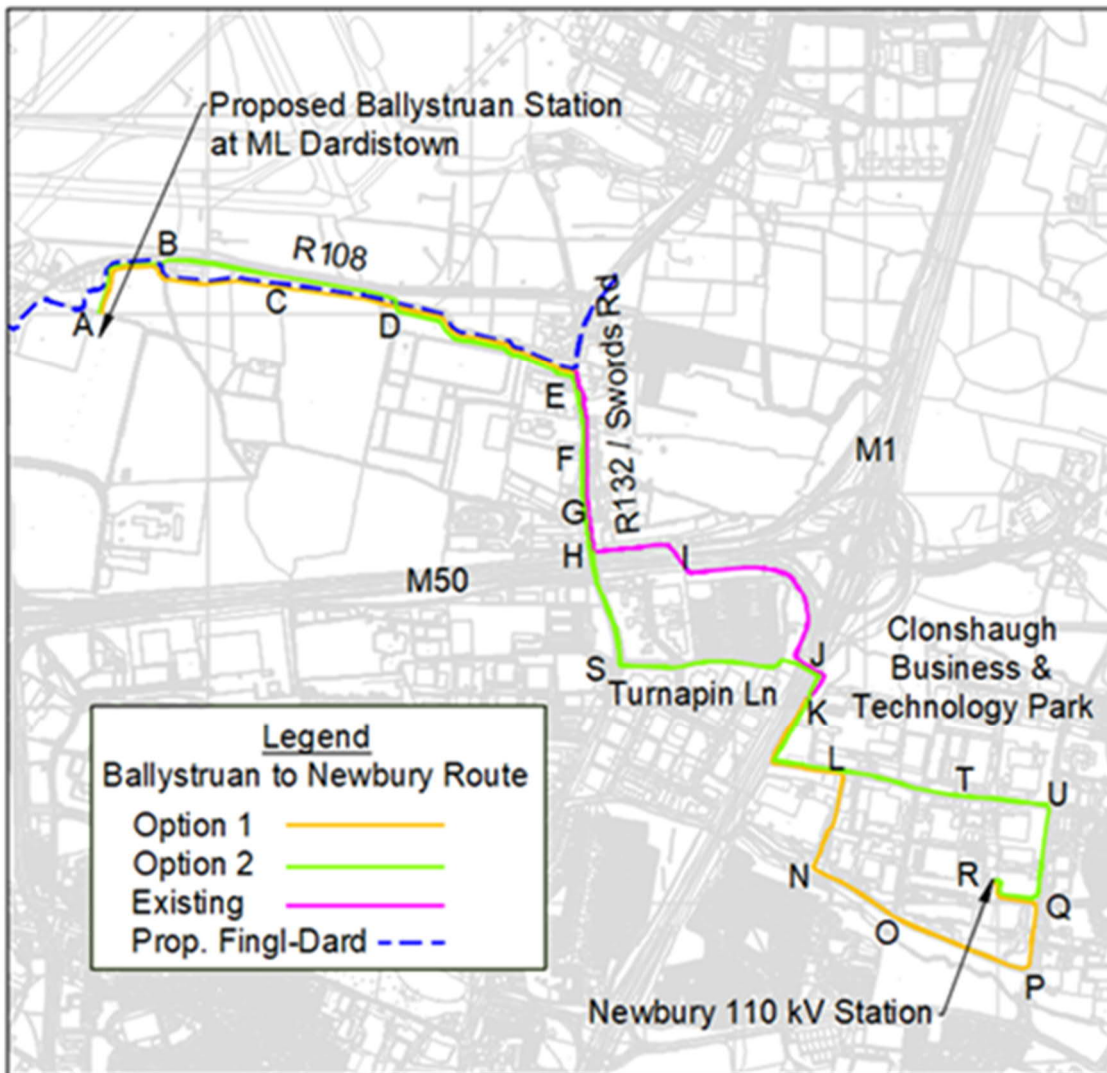 Proposed Ballystruan Station
at ML Dardistown
B
R108
C
A
D
E
R132 / Swords Rd
F
M1
G
H
I
M50
J
Clonshaugh
Business &
Technology Park
S
Turnapin Ln
K
L
T
U
Legend
Ballystruan to Newbury Route
Option 1
Option 2
Existing
Prop. Fingl-Dard
N
R
Q
O
P
Newbury 110 kV Station